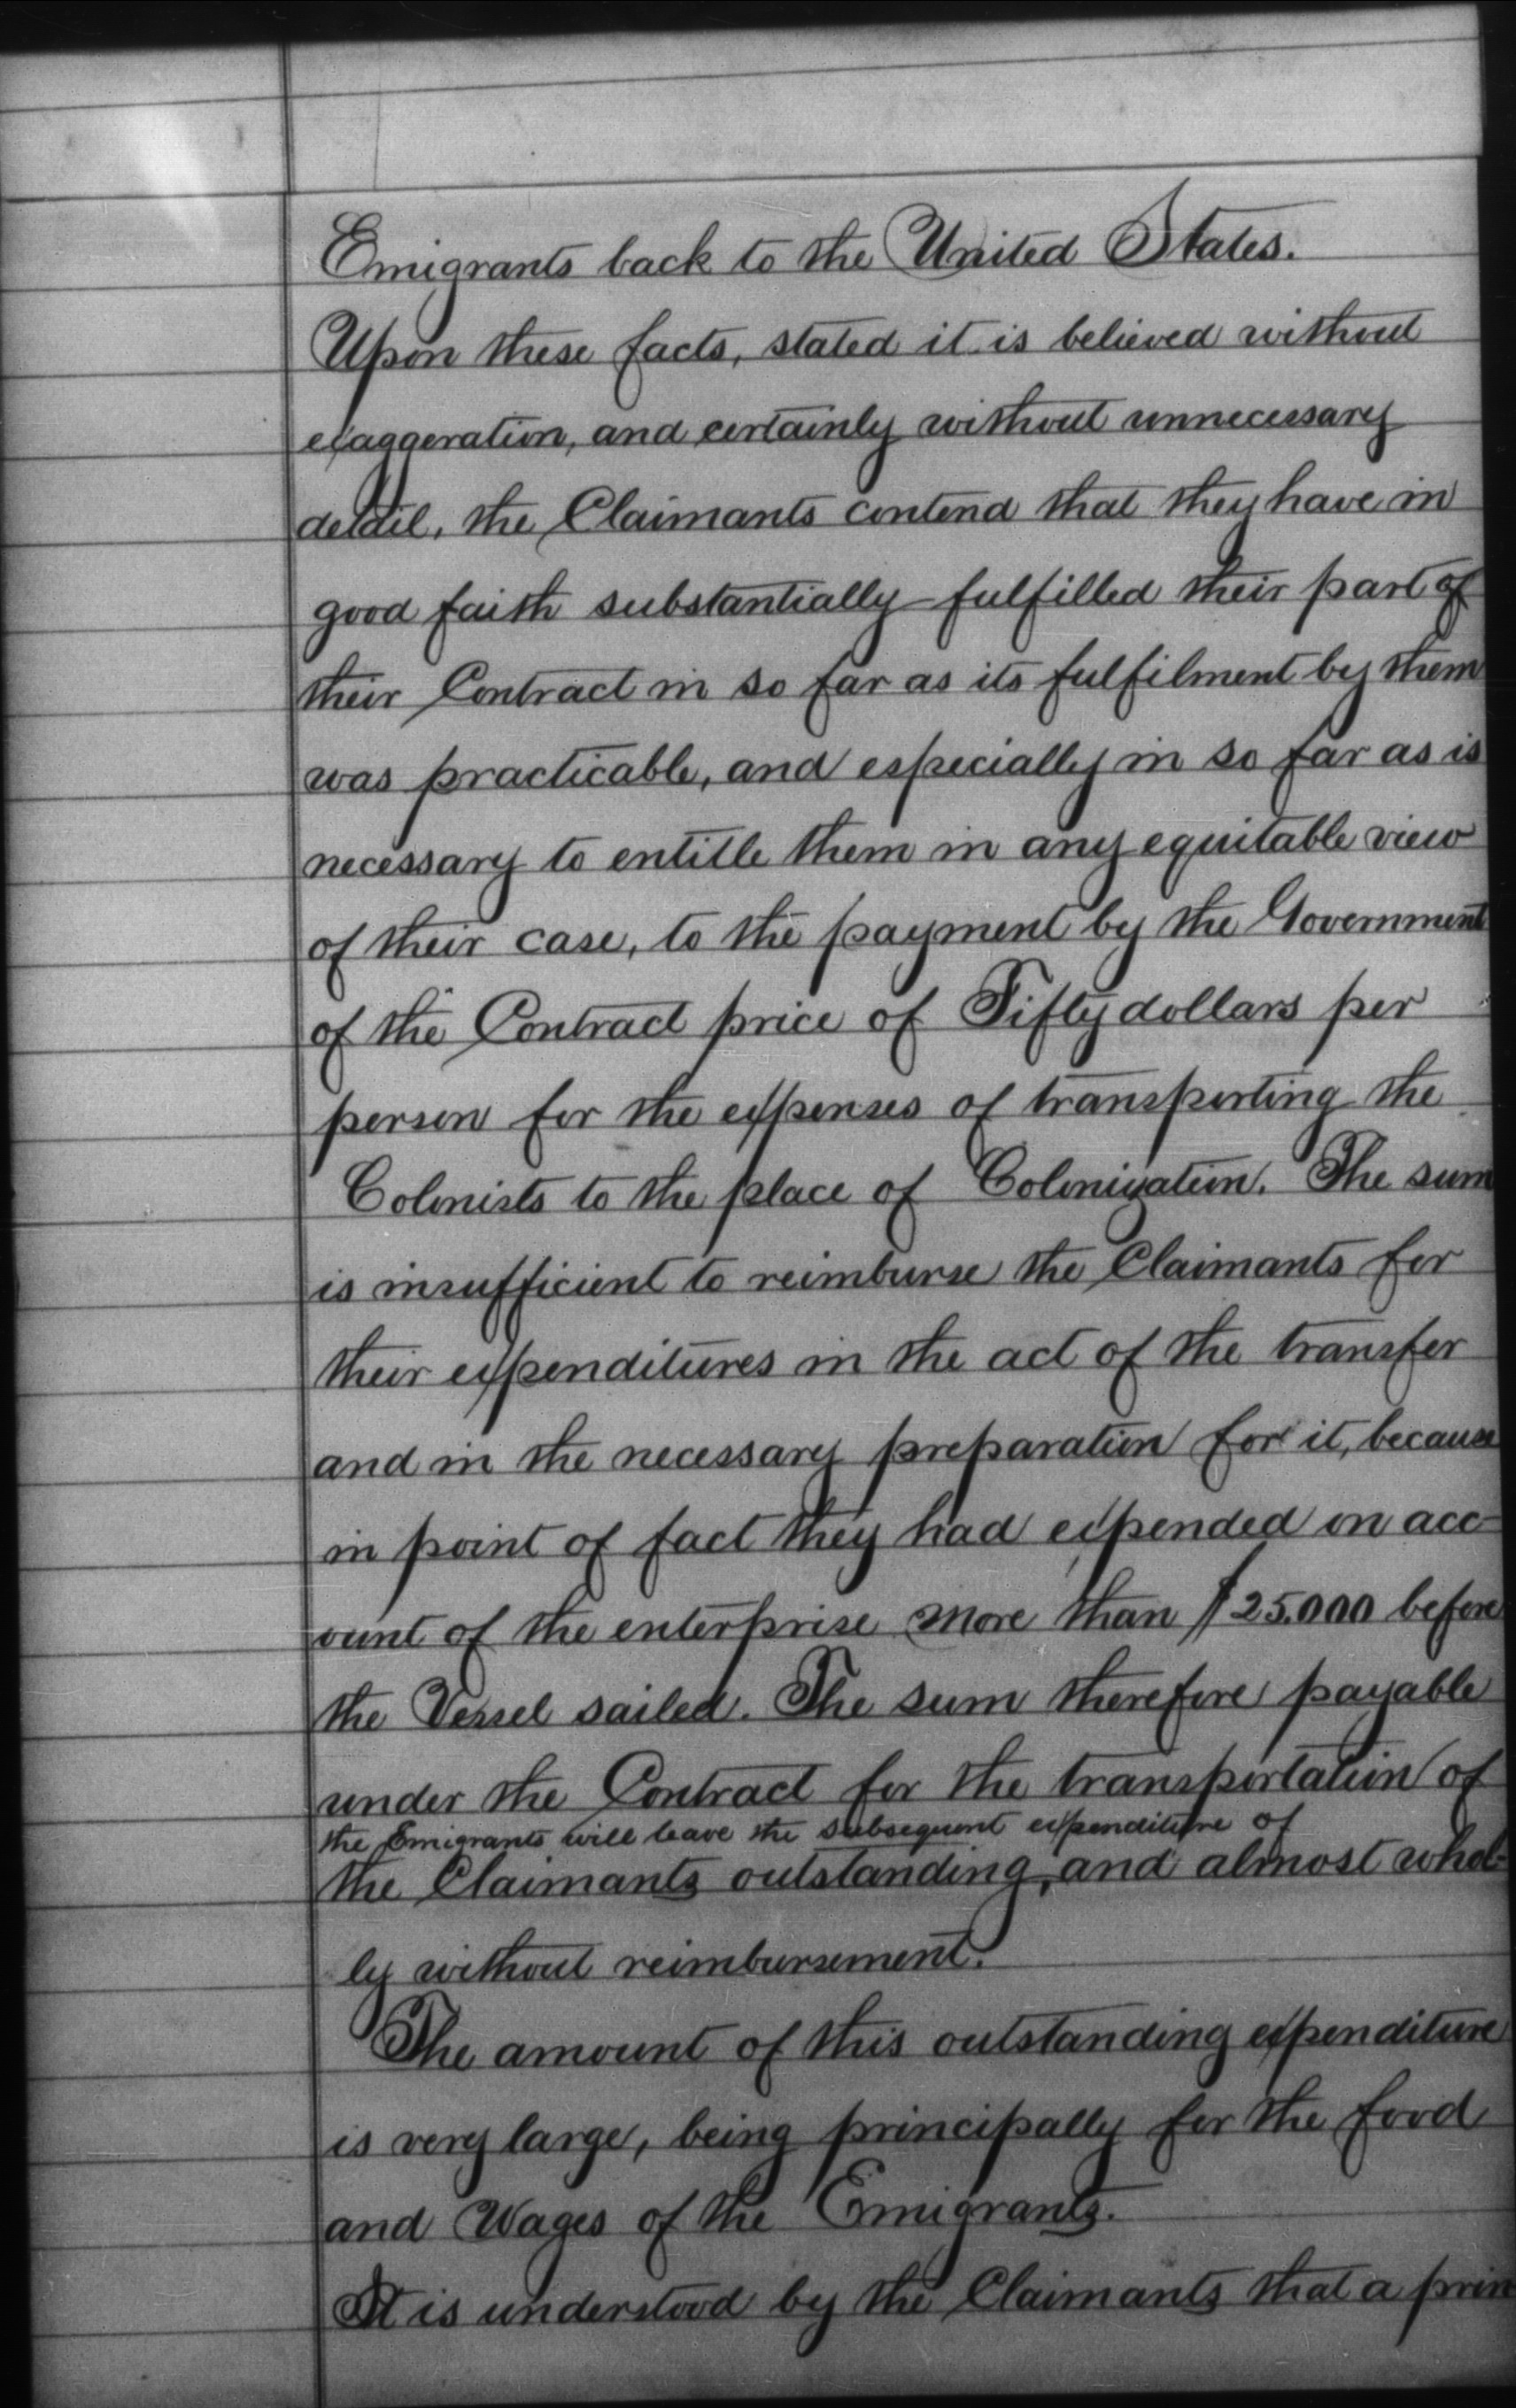 Emigrants back to the United States.
Upon these facts, stated it is believed without
exaggeration, and certainly without unnecessary
detail, the Claimants contend that they have in
good faith substantially fulfilled their part of
their Contract in so far as its fulfilment by them
was practicable, and especially in so far as is
necessary to entitle them in any equitable view
of their case, to the payment by the Government
of the Contract price of Fifty dollars per
person for the expenses of transporting the
Colonists to the place of Colonization. The sum
is insufficient to reimburse the Claimants for
their expenditures in the act of the transfer
and in the necessary preparation for it, because
in point of fact they had expended on acc-
ount of the enterprise more than $25.000 before
the Vessel sailed. The sum therefore payable
under the Contract for the transportation of
the Emigrants will leave the subsequent expenditure of
the Claimants outstanding, and almost whol-
ly without reimbursement.
The amount of this outstanding expenditure
is very large, being principally for the food
and Wages of the Emigrants.
It is understood by the Claimants that a prin